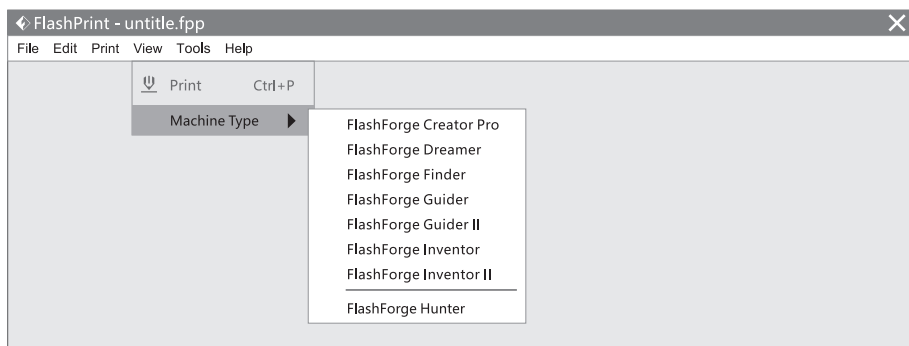 FlashPrint - untitle.fpp
File Edit Print View Tools Help
Print Ctrl+P
Machine Type
FlashForge Creator Pro
FlashForge Dreamer
FlashForge Finder
FlashForge Guider
FlashForge Guider II
FlashForge Inventor
FlashForge Inventor II
FlashForge Hunter